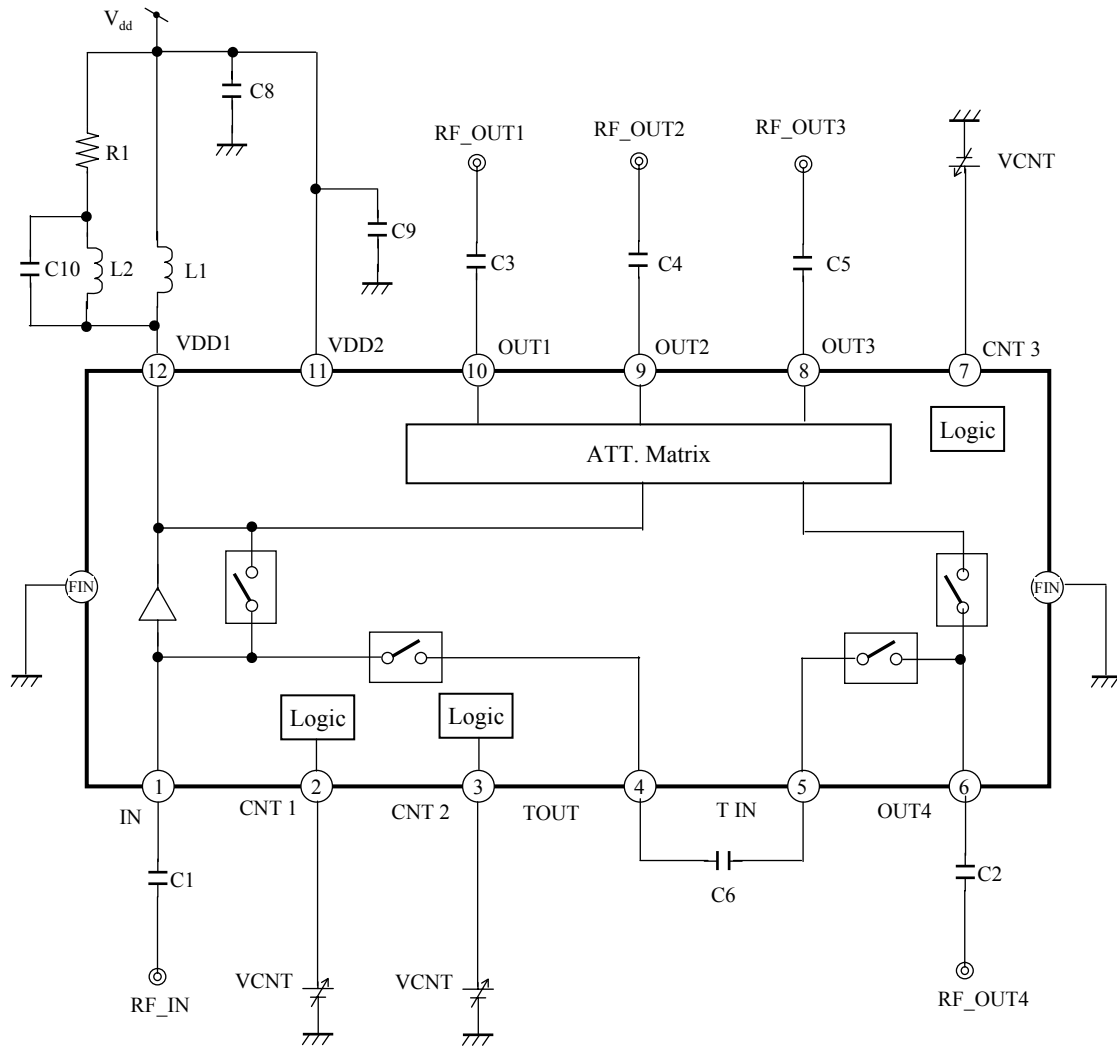 Vdd
C8
R1
RF_OUT1
RF_OUT2
RF_OUT3
VCNT
C9
C10
L2
L1
C3
C4
C5
VDD1
VDD2
OUT1
OUT2
OUT3
CNT 3
12
11
10
9
8
7
Logic
ATT. Matrix
FIN
FIN
Logic
Logic
1
2
3
4
5
6
IN
CNT 1
CNT 2
TOUT
T IN
OUT4
C1
C6
C2
VCNT
VCNT
RF_IN
RF_OUT4